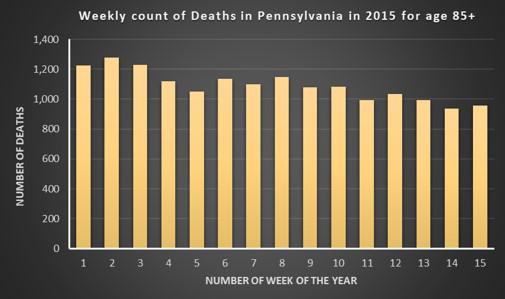 Weekly count of Deaths in Pennsylvania in 2015 for age 85+
1,400
1,200
1,000
800
600
400
200
0
NUMBER OF DEATHS
1 2 3 4 5 6 7 8 9 10 11 12 13 14 15
NUMBER OF WEEK OF THE YEAR